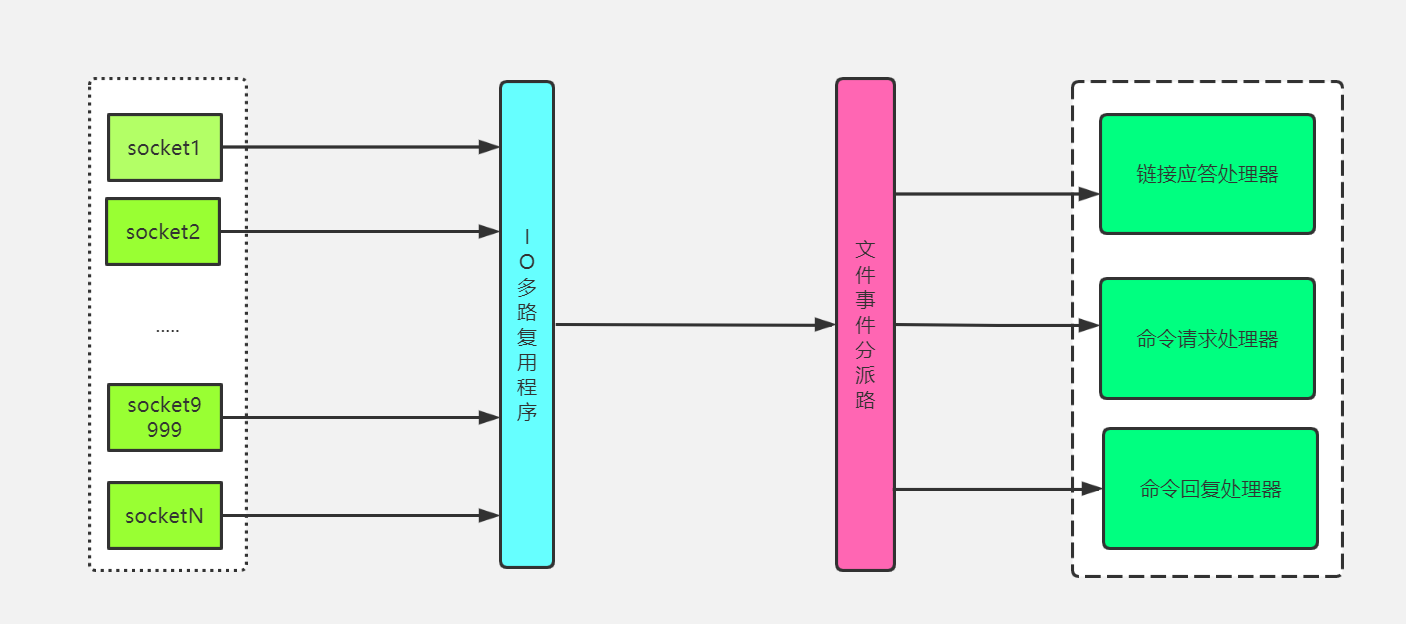 socket1
socket2
.....
socket9
999
socketN
IO多路复用程序
文件事件分派路
链接应答处理器
命令请求处理器
命令回复处理器